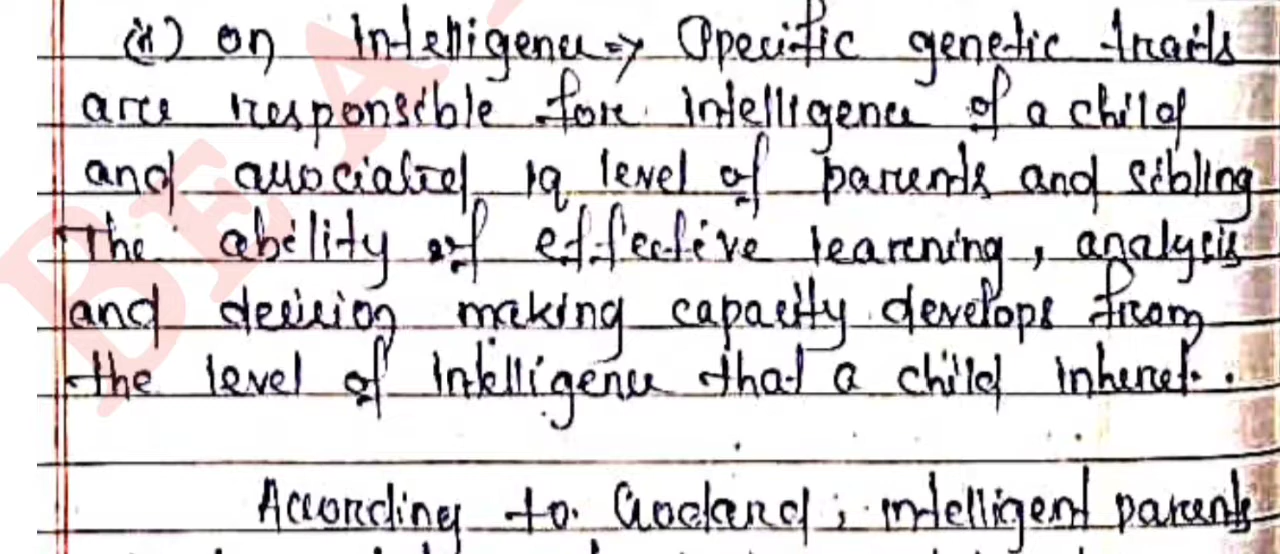 (x) on Intelligence => Specific genetic traits
are responsible for intelligence of a child
and associated iq level of parents and sibling
The ability of effective learning, analysis
and decision making capacity develops from
the level of intelligence that a child inherit.
According to Godard, intelligent parents